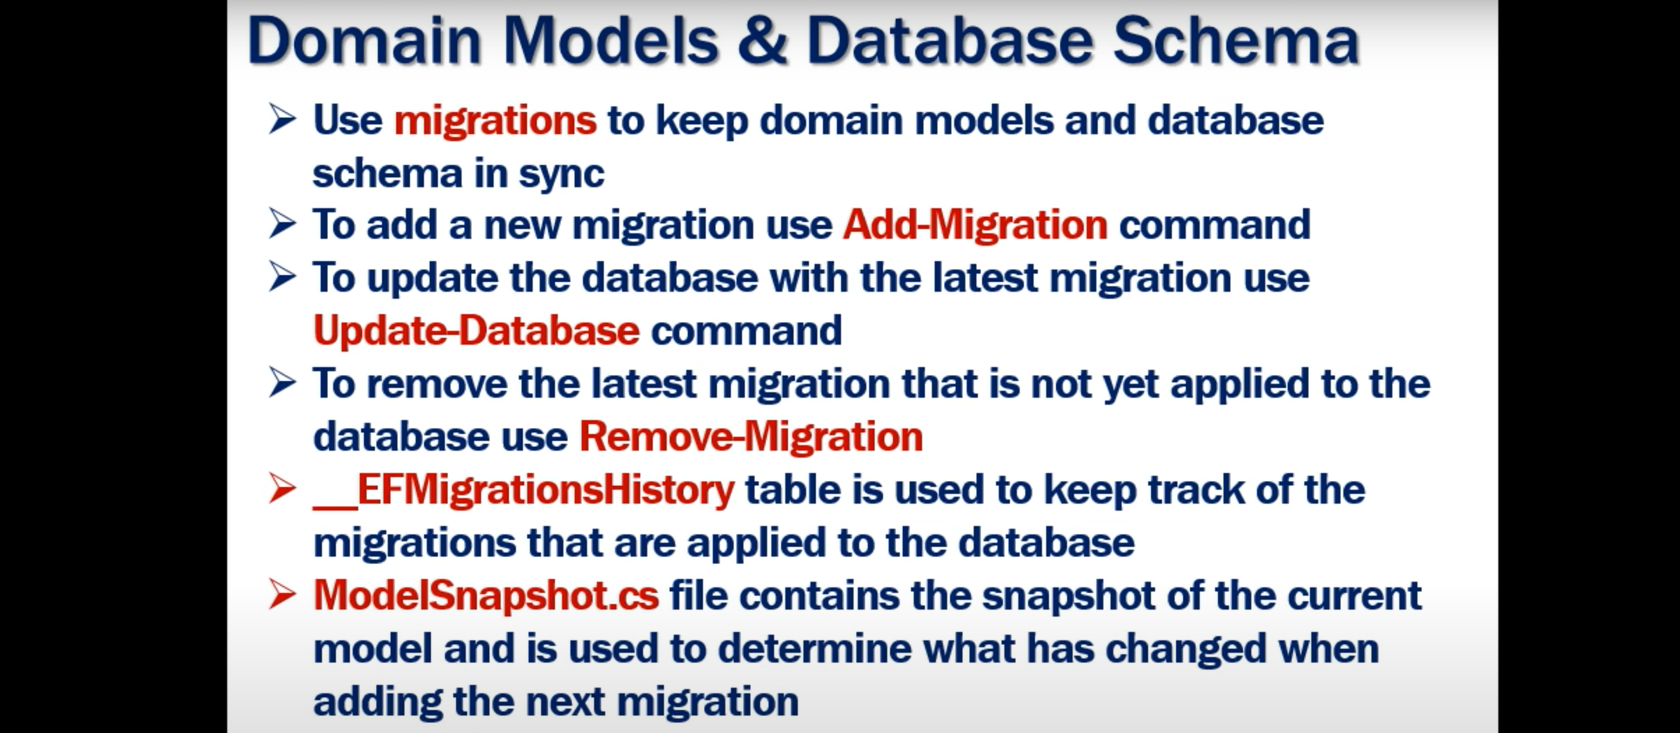 Domain Models & Database Schema
➢ Use migrations to keep domain models and database
schema in sync
➢ To add a new migration use Add-Migration command
➢ To update the database with the latest migration use
Update-Database command
➢ To remove the latest migration that is not yet applied to the
database use Remove-Migration
➢ __EFMigrationsHistory table is used to keep track of the
migrations that are applied to the database
➢ ModelSnapshot.cs file contains the snapshot of the current
model and is used to determine what has changed when
adding the next migration